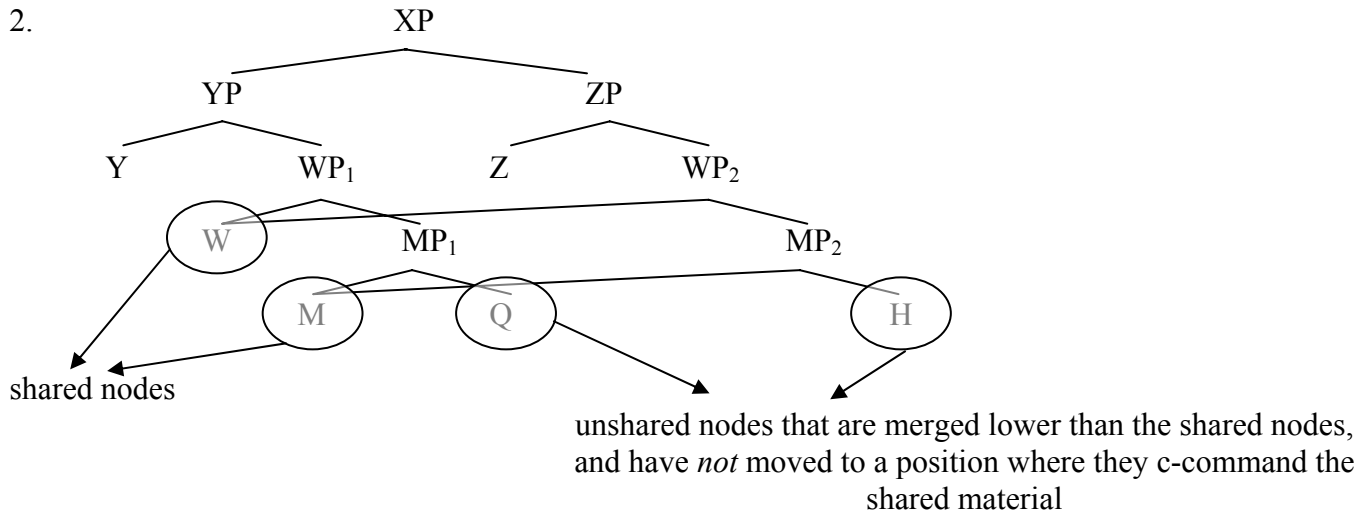 2.
XP
YP ZP
Y WP₁ Z WP₂
W MP₁ MP₂
M Q H
shared nodes
unshared nodes that are merged lower than the shared nodes,
and have not moved to a position where they c-command the
shared material